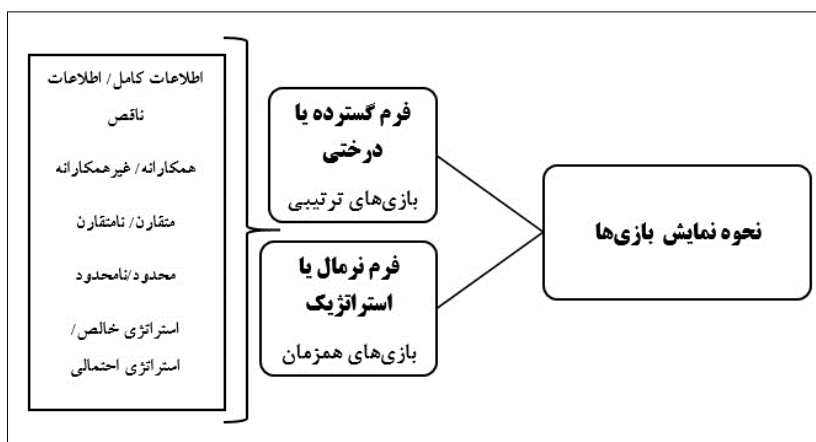 نحوه نمایش بازی‌ها
فرم گسترده یا
درختی
بازی‌های ترتیبی
فرم نرمال یا
استراتژیک
بازی‌های همزمان
اطلاعات کامل/ اطلاعات
ناقص
همکارانه/ غیرهمکارانه
متقارن/ نامتقارن
محدود/نامحدود
استراتژی خالص/
استراتژی احتمالی